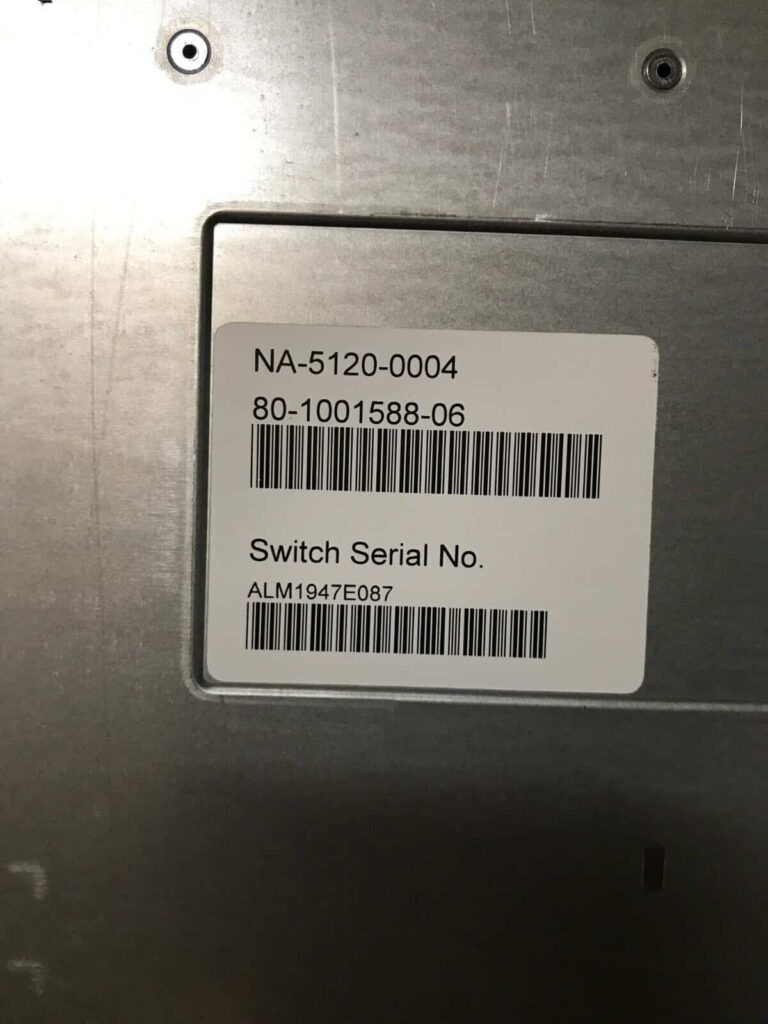 NA-5120-0004
80-1001588-06
Switch Serial No.
ALM1947E087